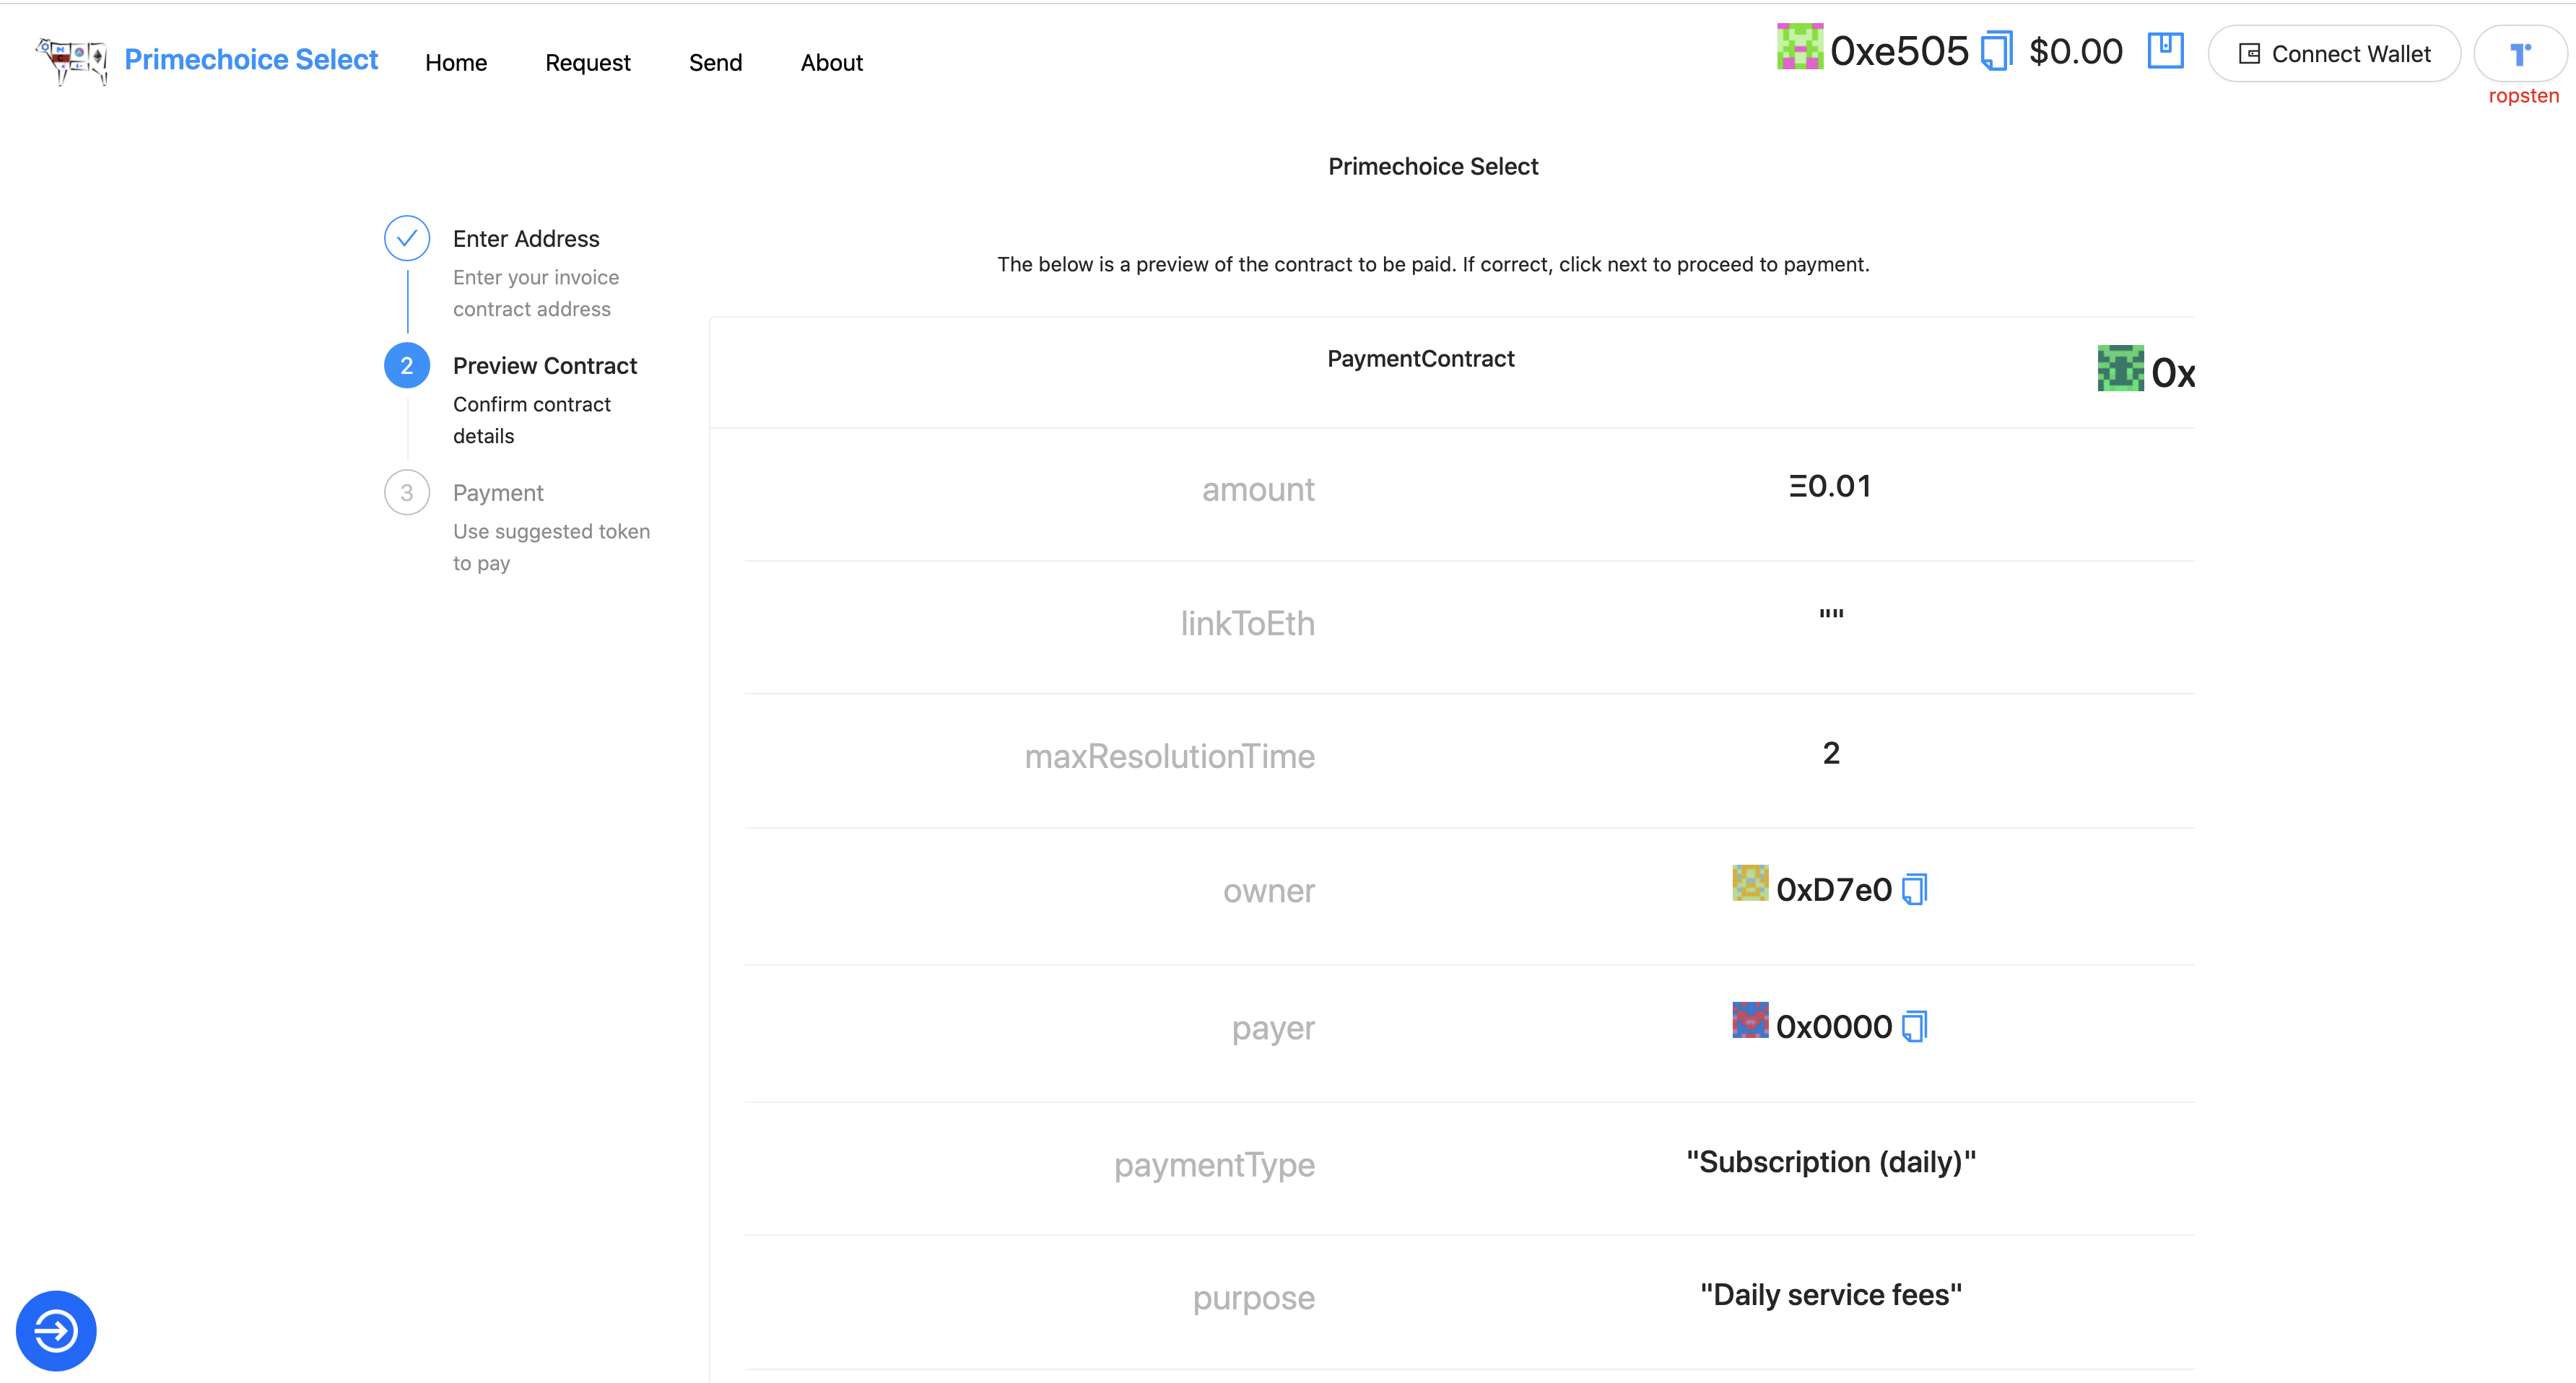 Primechoice Select
Home
Request
Send
About
0xe505
$0.00
Connect Wallet
ropsten
Primechoice Select
Enter Address
Enter your invoice
contract address
2
Preview Contract
Confirm contract
details
3
Payment
Use suggested token
to pay
The below is a preview of the contract to be paid. If correct, click next to proceed to payment.
PaymentContract
0x
amount
Ξ0.01
linkToEth
""
maxResolutionTime
2
owner
0xD7e0
payer
0x0000
paymentType
"Subscription (daily)"
purpose
"Daily service fees"